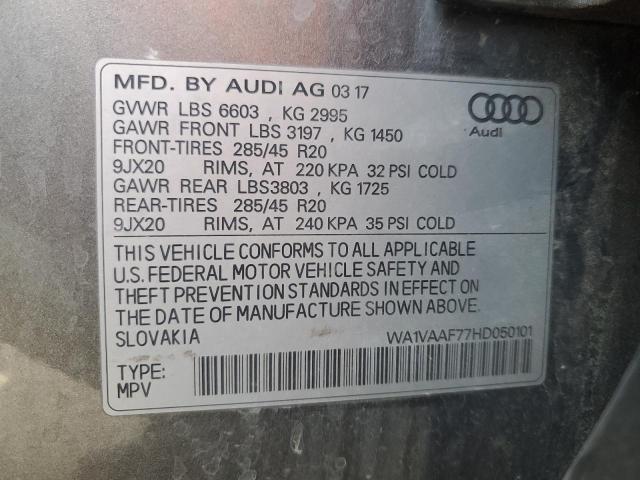 MFD. BY AUDI AG 03 17
GVWR LBS 6603 , KG 2995
GAWR FRONT LBS 3197 , KG 1450
FRONT-TIRES 285/45 R20
9JX20 RIMS, AT 220 KPA 32 PSI COLD
GAWR REAR LBS3803 , KG 1725
REAR-TIRES 285/45 R20
9JX20 RIMS, AT 240 KPA 35 PSI COLD
Audi
THIS VEHICLE CONFORMS TO ALL APPLICABLE
U.S. FEDERAL MOTOR VEHICLE SAFETY AND
THEFT PREVENTION STANDARDS IN EFFECT ON
THE DATE OF MANUFACTURE SHOWN ABOVE.
SLOVAKIA WA1VAAF77HD050101
TYPE:
MPV